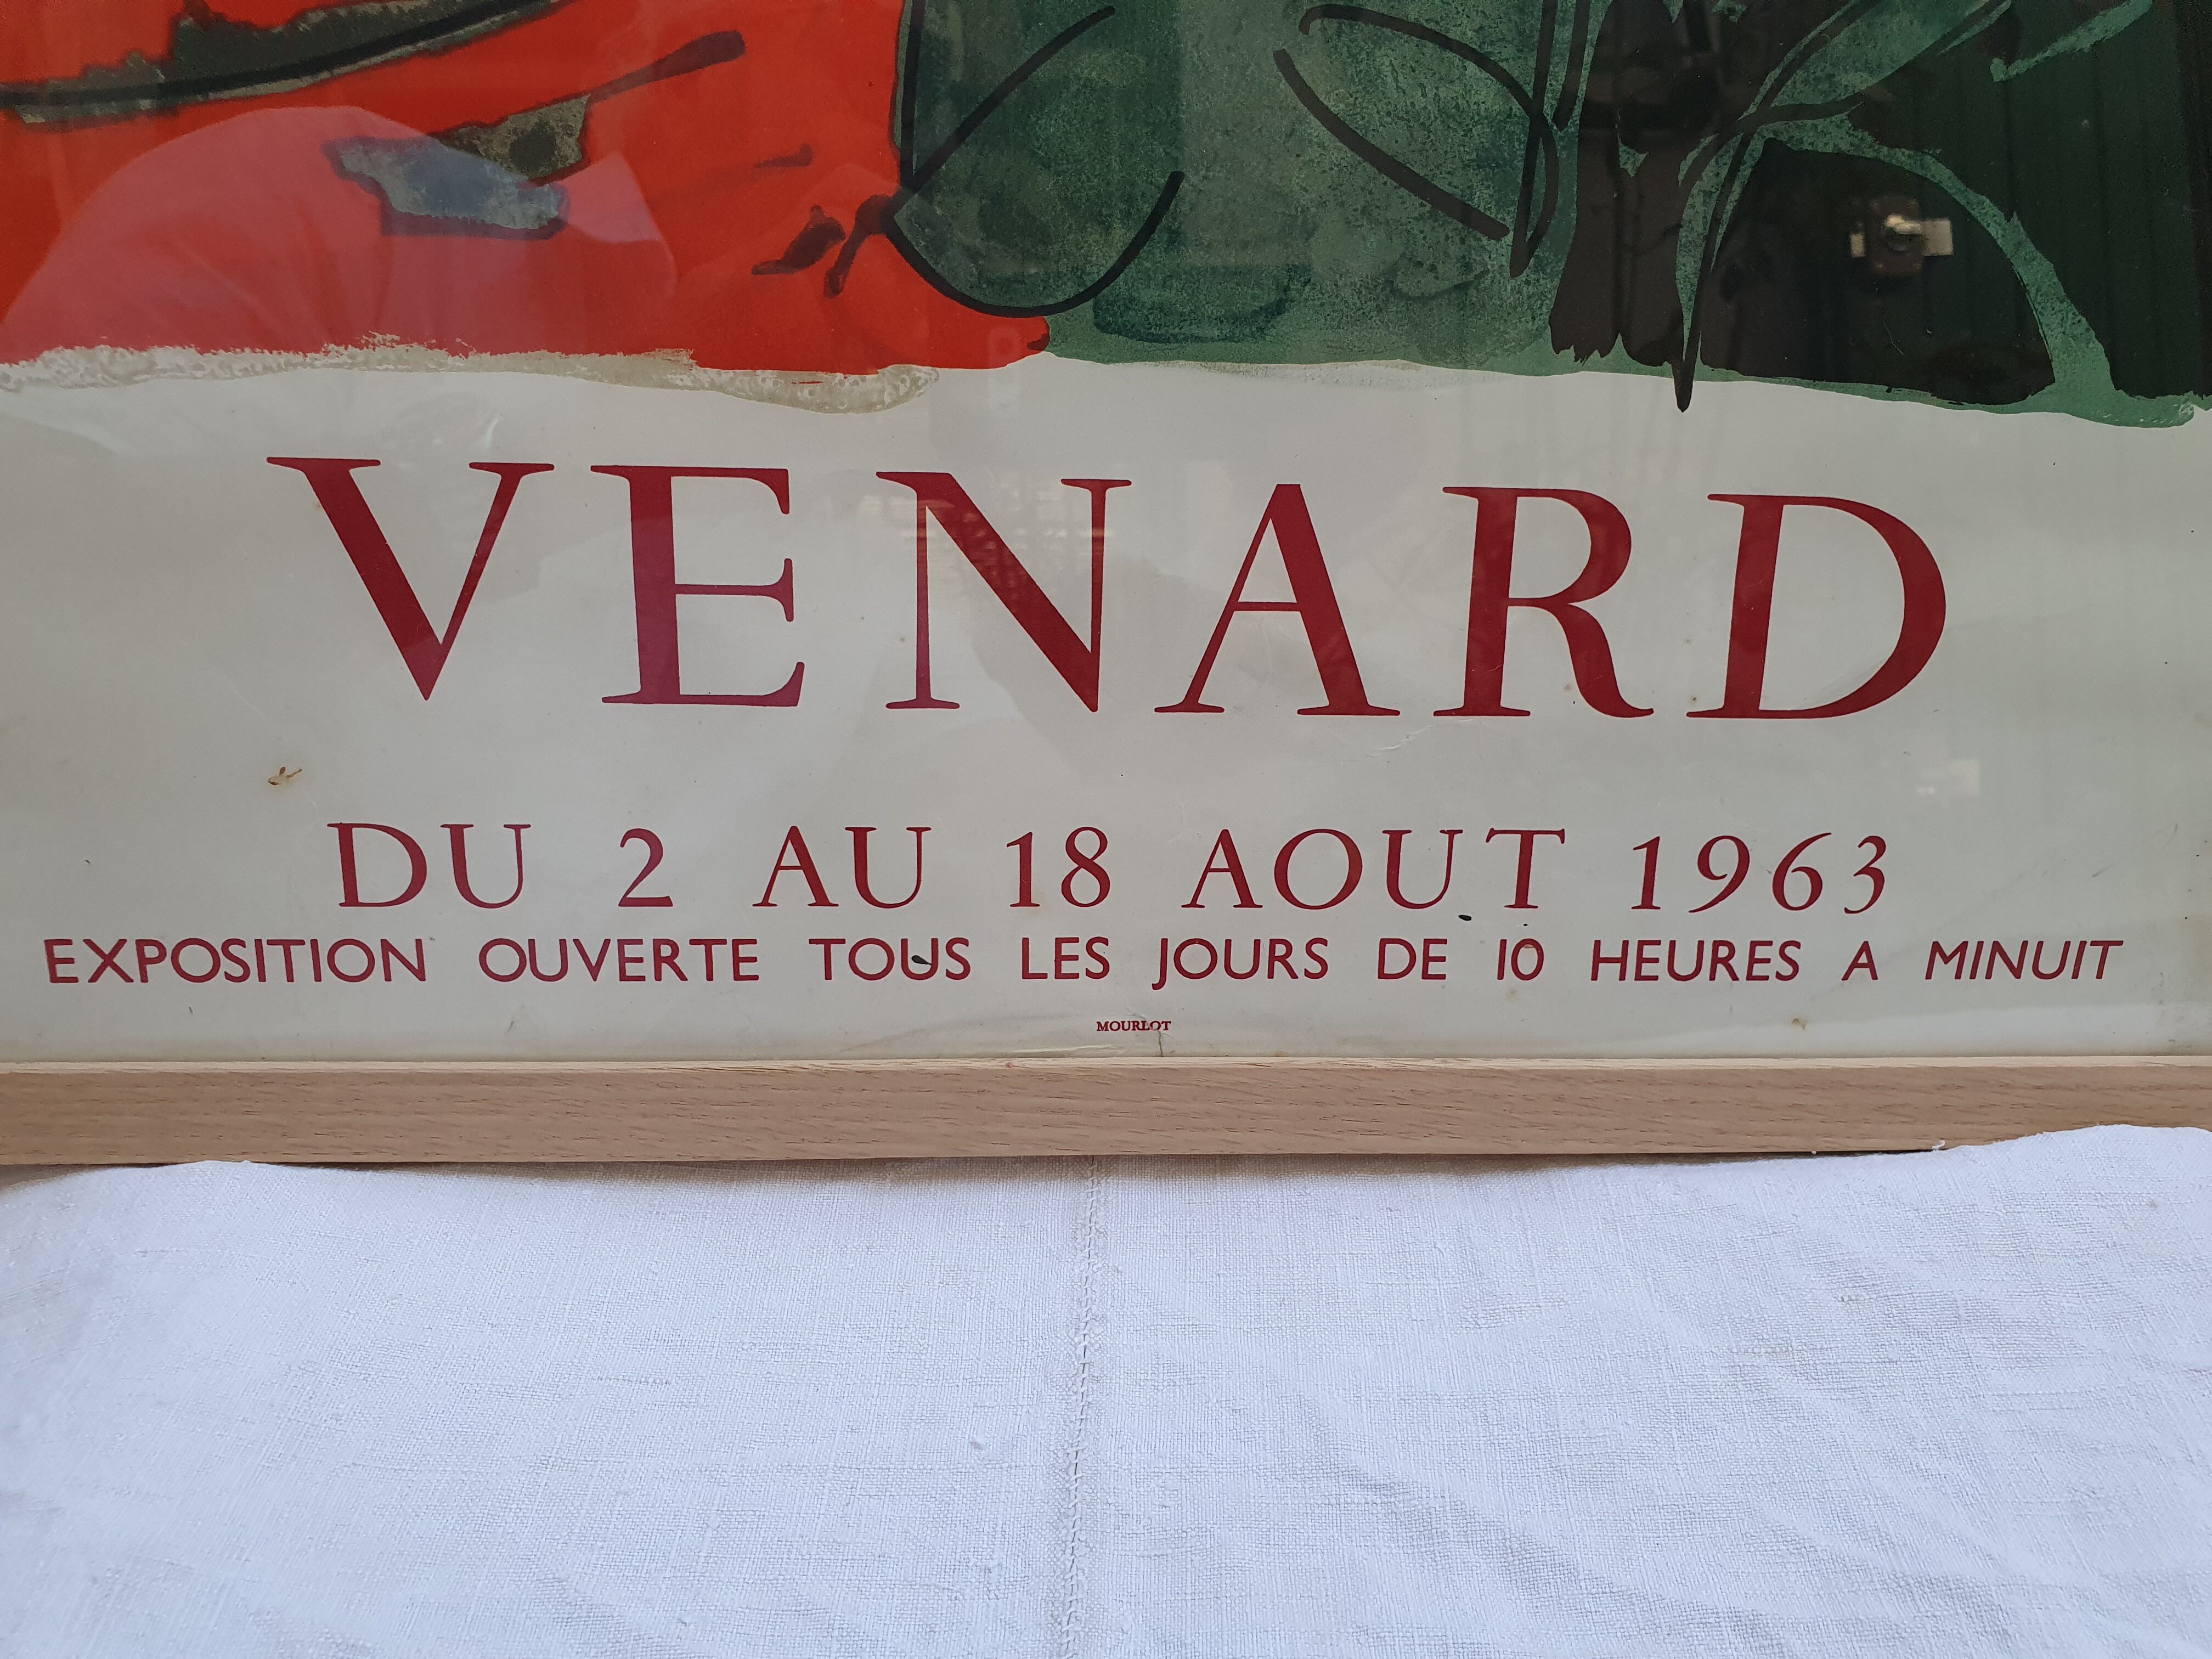 VENARD
DU 2 AU 18 AOUT 1963
EXPOSITION OUVERTE TOUS LES JOURS DE 10 HEURES A MINUIT
MOURLOT